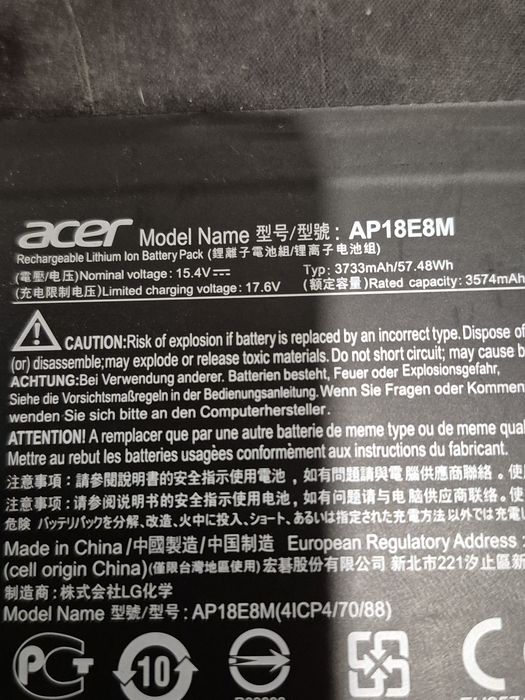 acer Model Name 型号/型號: AP18E8M
Rechargeable Lithium Ion Battery Pack (鋰離子電池組/锂离子电池组)
(電壓/电压)Nominal voltage: 15.4V⎓ Typ: 3733mAh/57.48Wh
(充电限制电压)Limited charging voltage: 17.6V (額定容量)Rated capacity: 3574mAh
CAUTION:Risk of explosion if battery is replaced by an incorrect type. Dispose of
(or) disassemble;may explode or release toxic materials. Do not short circuit; may cause b
ACHTUNG:Bei Verwendung anderer. Batterien besteht, Feuer oder Explosionsgefahr,
Siehe die Vorsichtsmaßregeln in der Bedienungsanleitung. Wenn Sie Fragen oder Kommen
wenden Sie sich bitte an den Computerhersteller.
ATTENTION! A remplacer que par une autre batterie de meme type ou de meme qual
Mettre au rebut les batteries usagées conformément aux instructions du fabricant.
注意事項：請參閱說明書的安全指示使用電池，如有問題請與電腦供應商聯絡。使
注意事项：请参阅说明书的安全指示使用电池，如有问题请与电脑供应商联络。使
危険 バッテリパックを分解、改造、火中に投入、ショート、あるいは指定された充電方法以外では充電し
Made in China/中國製造/中国制造 European Regulatory Address:
(cell origin China) (僅限台灣地區使用) 宏碁股份有限公司 新北市221汐止區新
制造商:株式会社LG化学
Model Name 型號/型号: AP18E8M(4ICP4/70/88)
PCT 10 CE